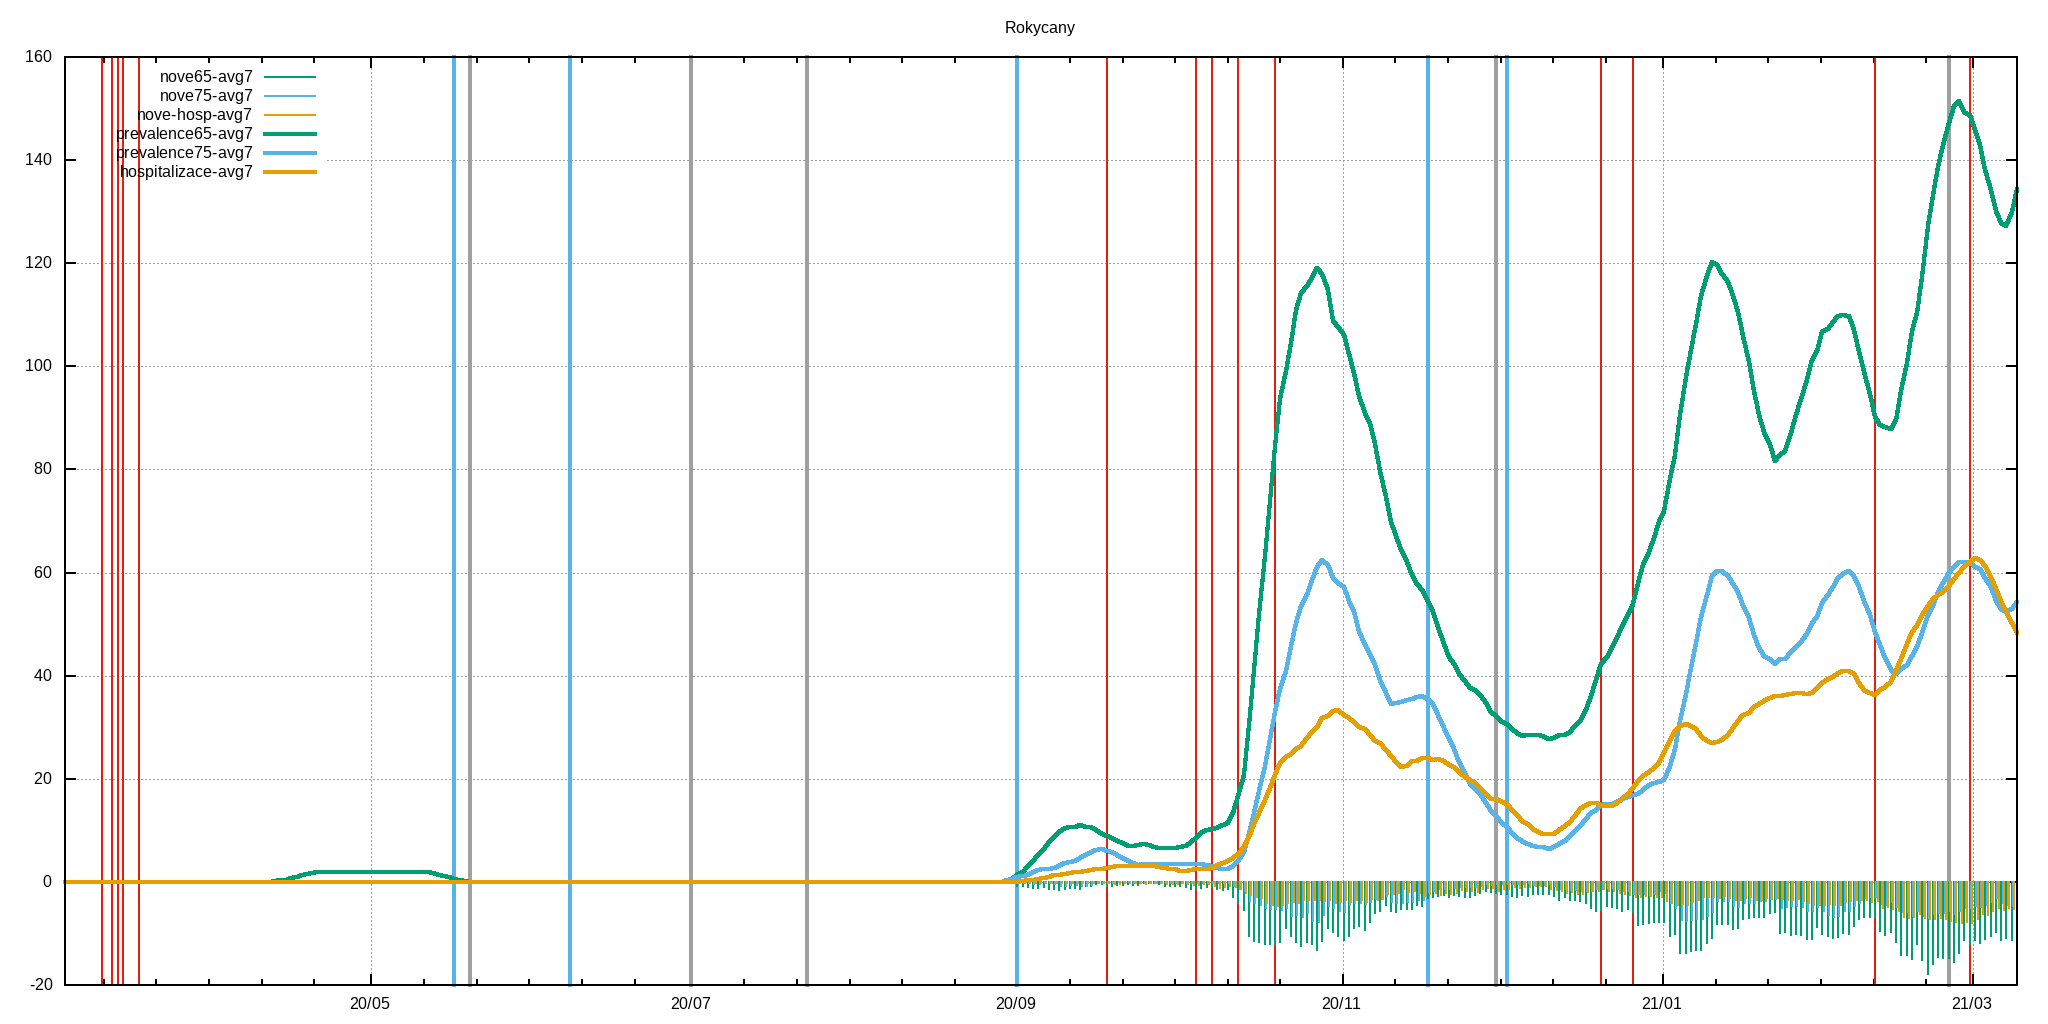 Rokycany
160
140
120
100
80
60
40
20
0
-20
nove65-avg7
nove75-avg7
nove-hosp-avg7
prevalence65-avg7
prevalence75-avg7
hospitalizace-avg7
20/05
20/07
20/09
20/11
21/01
21/03